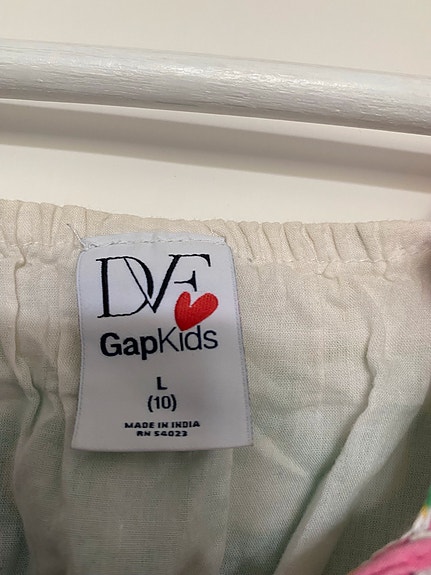 DVF
GapKids
L
(10)
MADE IN INDIA
RN 54023